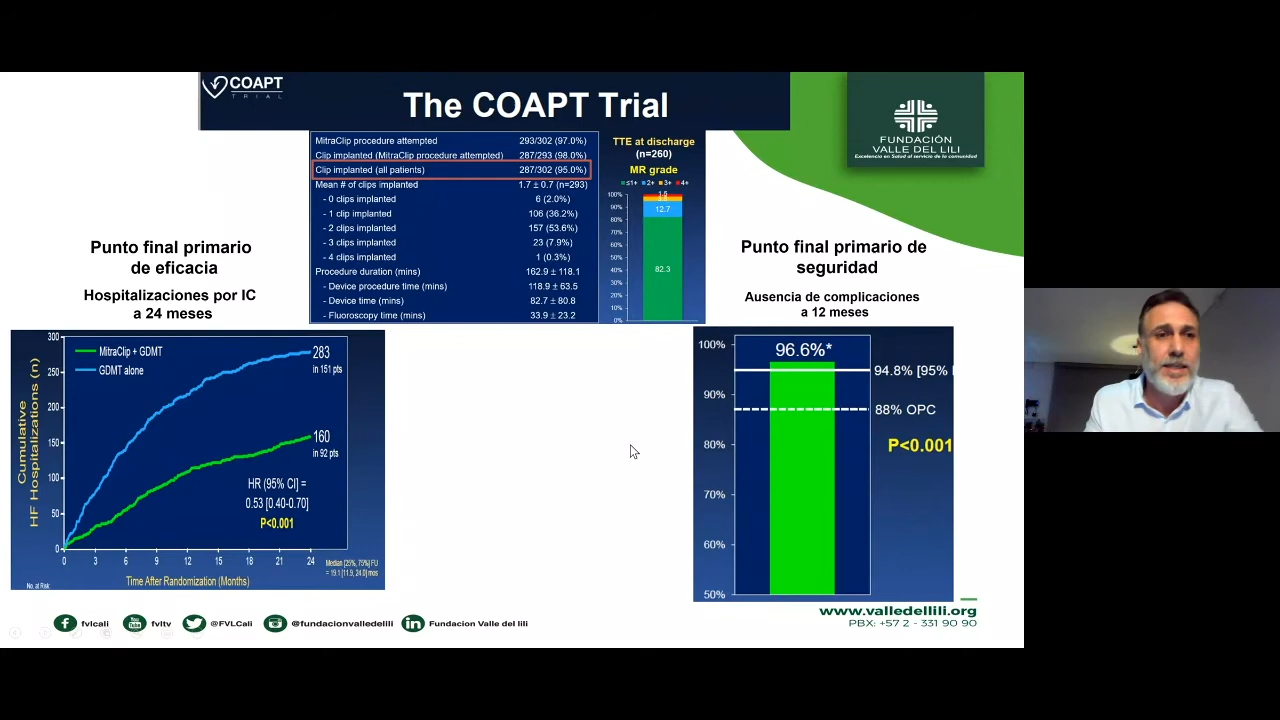 COAPT
TRIAL
The COAPT Trial
FUNDACIÓN
VALLE DEL LILI
Excelencia en Salud al servicio de la comunidad
MitraClip procedure attempted 293/302 (97.0%)
Clip implanted (MitraClip procedure attempted) 287/293 (98.0%)
Clip implanted (all patients) 287/302 (95.0%)
Mean # of clips implanted 1.7 ± 0.7 (n=293)
- 0 clips implanted 6 (2.0%)
- 1 clip implanted 106 (36.2%)
- 2 clips implanted 157 (53.6%)
- 3 clips implanted 23 (7.9%)
- 4 clips implanted 1 (0.3%)
Procedure duration (mins) 162.9 ± 118.1
- Device procedure time (mins) 118.9 ± 63.5
- Device time (mins) 82.7 ± 80.8
- Fluoroscopy time (mins) 33.9 ± 23.2
TTE at discharge
(n=260)
MR grade
≤1+ 2+ 3+ 4+
100%
90%
80%
70%
60%
50%
40%
30%
20%
10%
0%
1.5
12.7
82.3
Punto final primario
de eficacia
Hospitalizaciones por IC
a 24 meses
Cumulative
HF Hospitalizations (n)
300
250
200
150
100
50
0
MitraClip + GDMT
GDMT alone
283
in 151 pts
160
in 92 pts
HR (95% CI] =
0.53 [0.40-0.70]
P<0.001
0 3 6 9 12 15 18 21 24
Time After Randomization (Months)
Median [25%, 75%] FU
= 19.1 [11.9, 24.0] mos
No. at Risk:
Punto final primario de
seguridad
Ausencia de complicaciones
a 12 meses
100%
90%
80%
70%
60%
50%
96.6%*
94.8% [95%
88% OPC
P<0.001
fvlcali
You Tube
fvltv
@FVLCali
@fundacionvalledellili
in
Fundacion Valle del lili
www.valledellili.org
PBX: +57 2 - 331 90 90